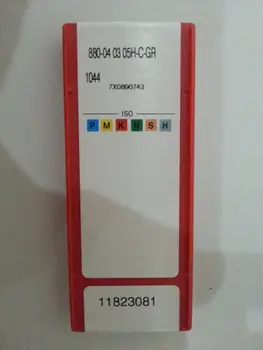 880-04 03 05H-C-GR
1044
7X0890743
ISO
P M K N S H
11823081